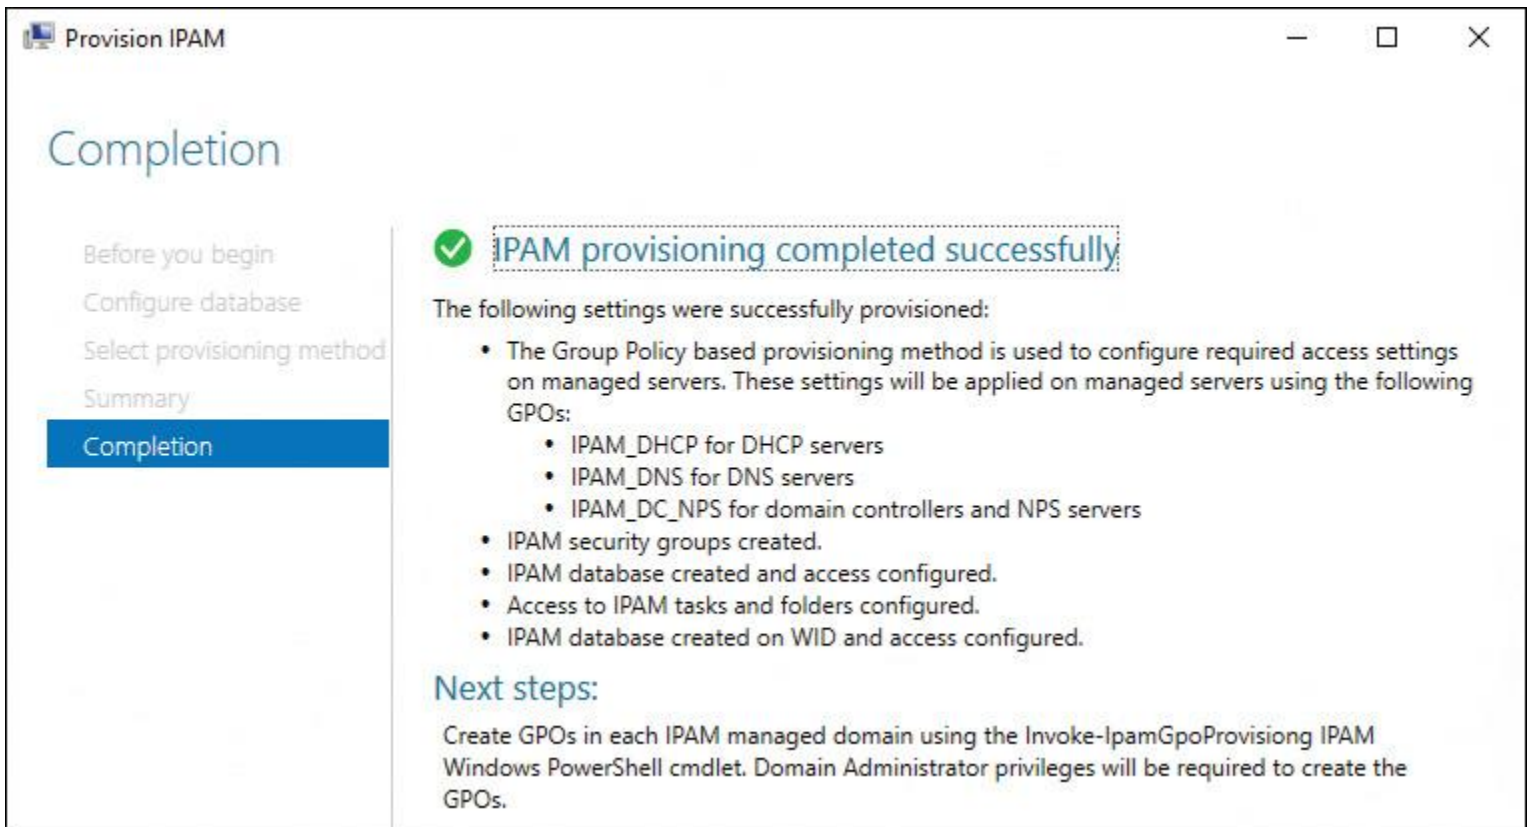 Provision IPAM
Completion
Before you begin
Configure database
Select provisioning method
Summary
Completion
IPAM provisioning completed successfully
The following settings were successfully provisioned:
• The Group Policy based provisioning method is used to configure required access settings
on managed servers. These settings will be applied on managed servers using the following
GPOs:
• IPAM_DHCP for DHCP servers
• IPAM_DNS for DNS servers
• IPAM_DC_NPS for domain controllers and NPS servers
• IPAM security groups created.
• IPAM database created and access configured.
• Access to IPAM tasks and folders configured.
• IPAM database created on WID and access configured.
Next steps:
Create GPOs in each IPAM managed domain using the Invoke-IpamGpoProvisiong IPAM
Windows PowerShell cmdlet. Domain Administrator privileges will be required to create the
GPOs.